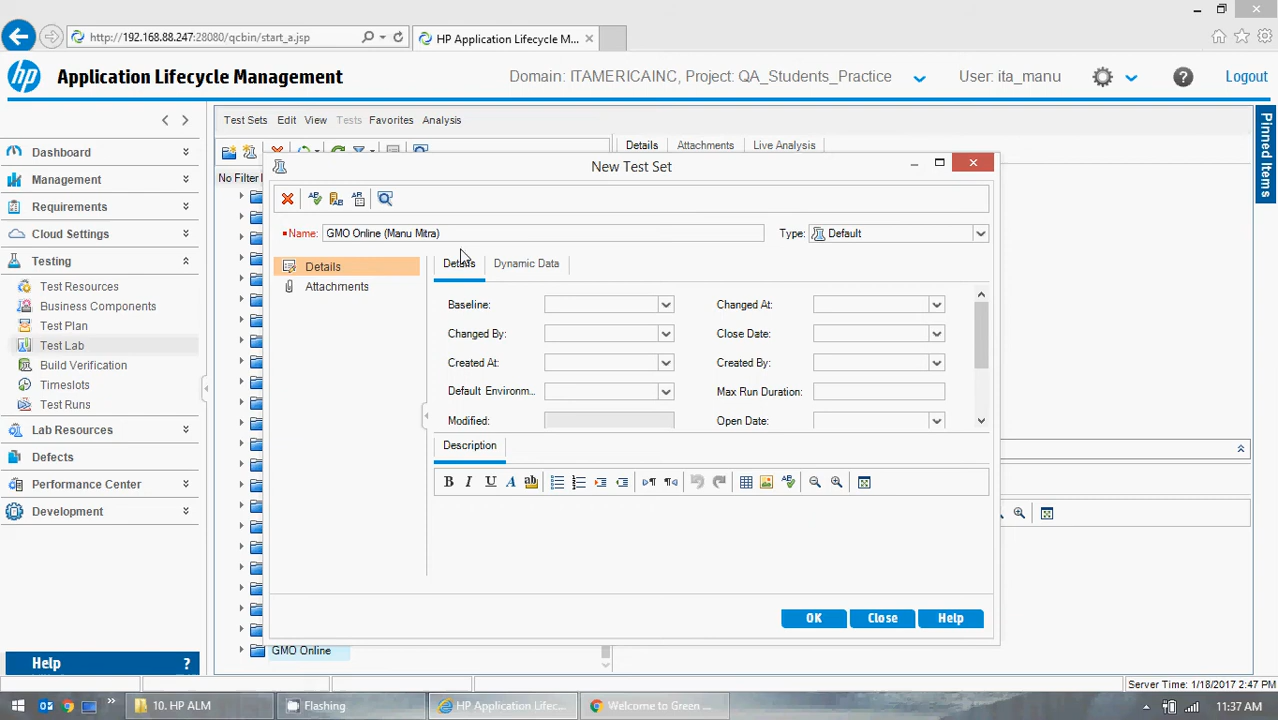 http://192.168.88.247:28080/qcbin/start_a.jsp
HP Application Lifecycle M...
hp
Application Lifecycle Management
Domain: ITAMERICAINC, Project: QA_Students_Practice
User: ita_manu
?
Logout
Dashboard
Management
Requirements
Cloud Settings
Testing
Test Resources
Business Components
Test Plan
Test Lab
Build Verification
Timeslots
Test Runs
Lab Resources
Defects
Performance Center
Development
Help ?
Test Sets Edit View Tests Favorites Analysis
No Filter
GMO Online
Details Attachments Live Analysis
Pinned Items
New Test Set
Name: GMO Online (Manu Mitra)
Type: Default
Details
Attachments
Details Dynamic Data
Baseline: Changed At:
Changed By: Close Date:
Created At: Created By:
Default Environm... Max Run Duration:
Modified: Open Date:
Description
B I U A ab
OK Close Help
Server Time: 1/18/2017 2:47 PM
10. HP ALM
Flashing
HP Application Lifec...
Welcome to Green ...
11:37 AM